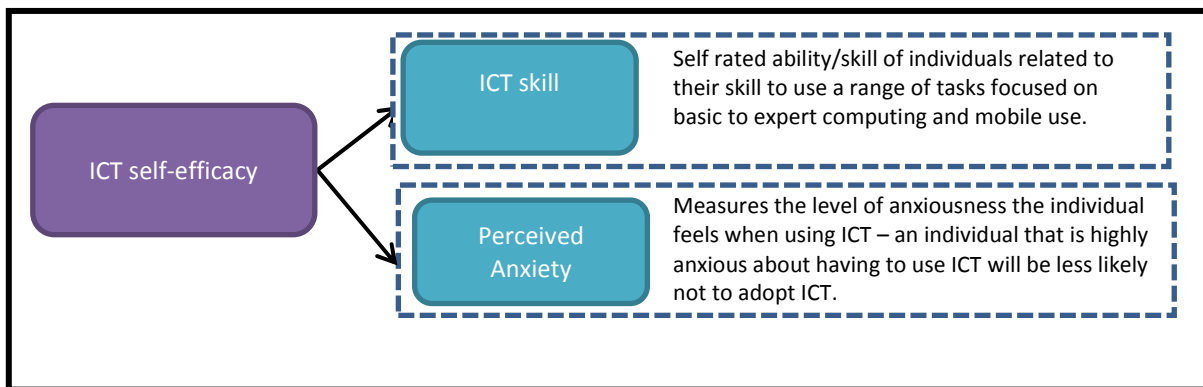 ICT self-efficacy
ICT skill
Self rated ability/skill of individuals related to
their skill to use a range of tasks focused on
basic to expert computing and mobile use.
Perceived
Anxiety
Measures the level of anxiousness the individual
feels when using ICT – an individual that is highly
anxious about having to use ICT will be less likely
not to adopt ICT.